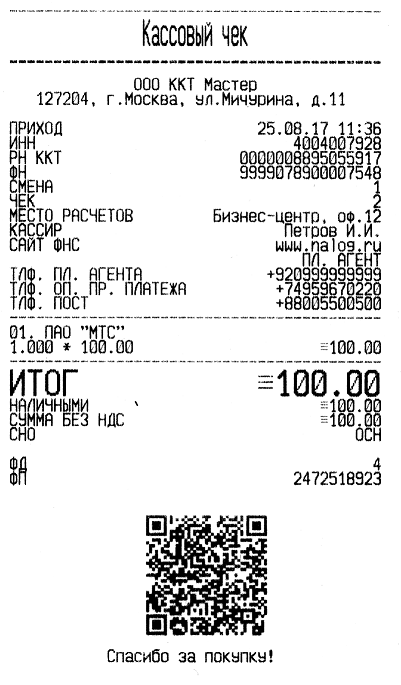 Кассовый чек
ООО ККТ Мастер
127204, г.Москва, ул.Мичурина, д.11
ПРИХОД 25.08.17 11:36
ИНН 4004007928
РН ККТ 0000008895055917
ФН 9999078900007548
СМЕНА 1
ЧЕК 2
МЕСТО РАСЧЕТОВ Бизнес-центр, оф.12
КАССИР Петров И.И.
САЙТ ФНС www.nalog.ru
ПЛ. АГЕНТ
ТЛФ. ПЛ. АГЕНТА +920999999999
ТЛФ. ОП. ПР. ПЛАТЕЖА +74959670220
ТЛФ. ПОСТ +88005500500
01. ПАО "МТС"
1.000 * 100.00 =100.00
ИТОГ =100.00
НАЛИЧНЫМИ =100.00
СУММА БЕЗ НДС =100.00
СНО ОСН
ФД 4
ФП 2472518923
Спасибо за покупку!